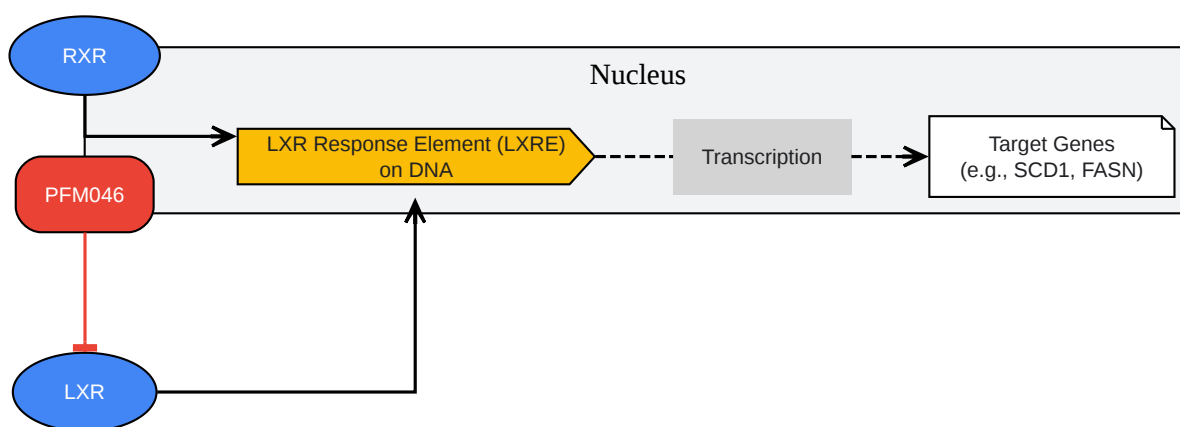 RXR
Nucleus
LXR Response Element (LXRE)
on DNA
Transcription
Target Genes
(e.g., SCD1, FASN)
PFM046
LXR